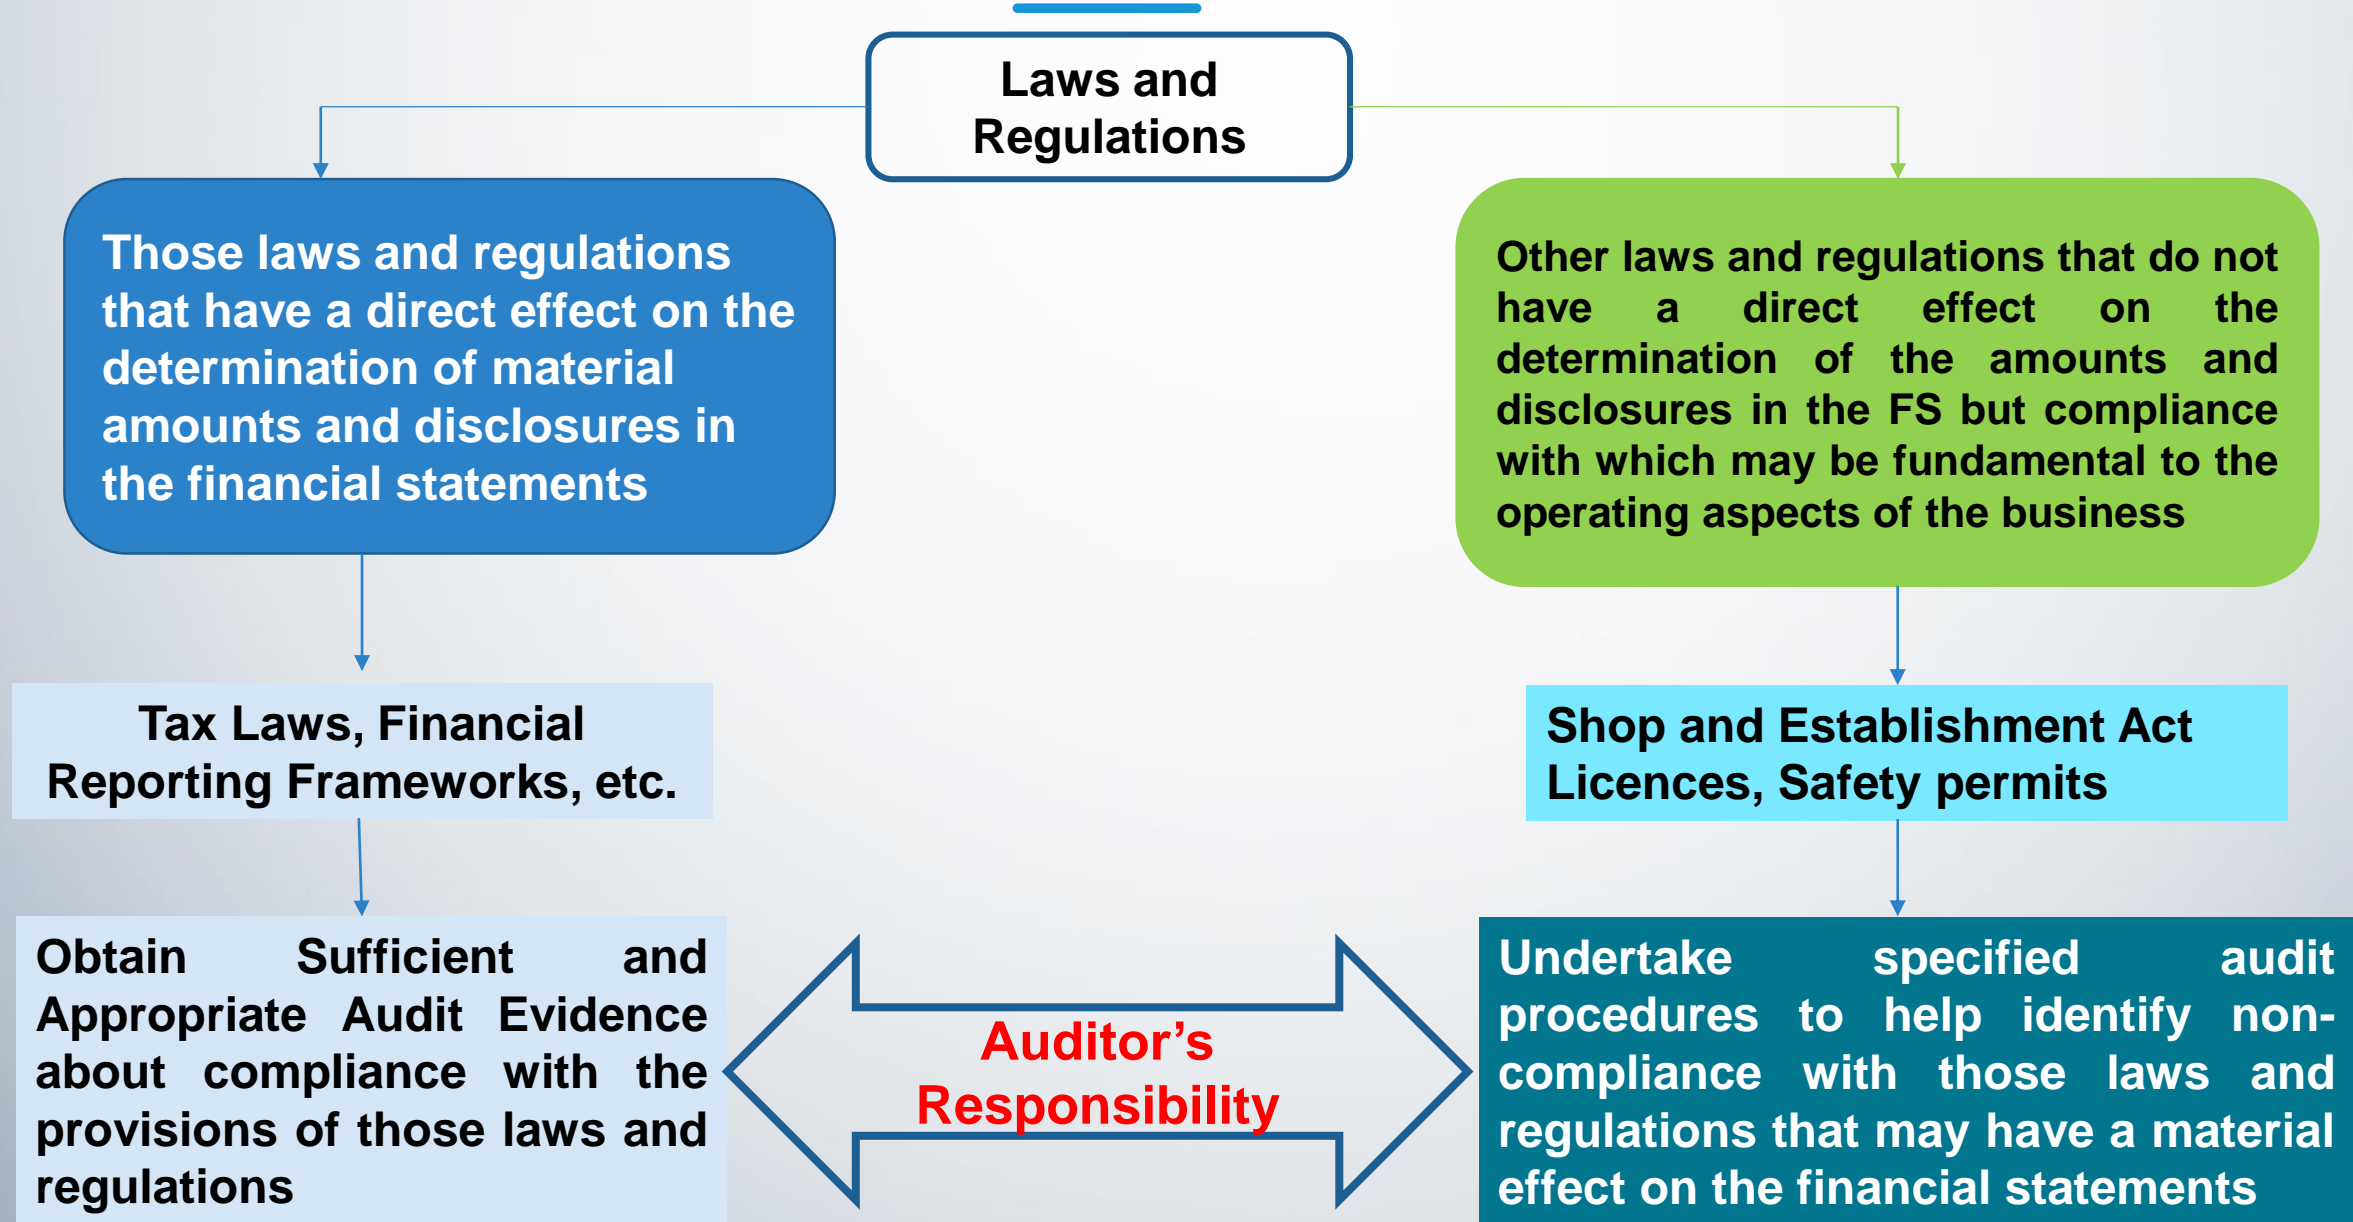 Laws and
Regulations
Those laws and regulations
that have a direct effect on the
determination of material
amounts and disclosures in
the financial statements
Other laws and regulations that do not
have a direct effect on the
determination of the amounts and
disclosures in the FS but compliance
with which may be fundamental to the
operating aspects of the business
Tax Laws, Financial
Reporting Frameworks, etc.
Shop and Establishment Act
Licences, Safety permits
Obtain Sufficient and
Appropriate Audit Evidence
about compliance with the
provisions of those laws and
regulations
Auditor’s
Responsibility
Undertake specified audit
procedures to help identify non-
compliance with those laws and
regulations that may have a material
effect on the financial statements